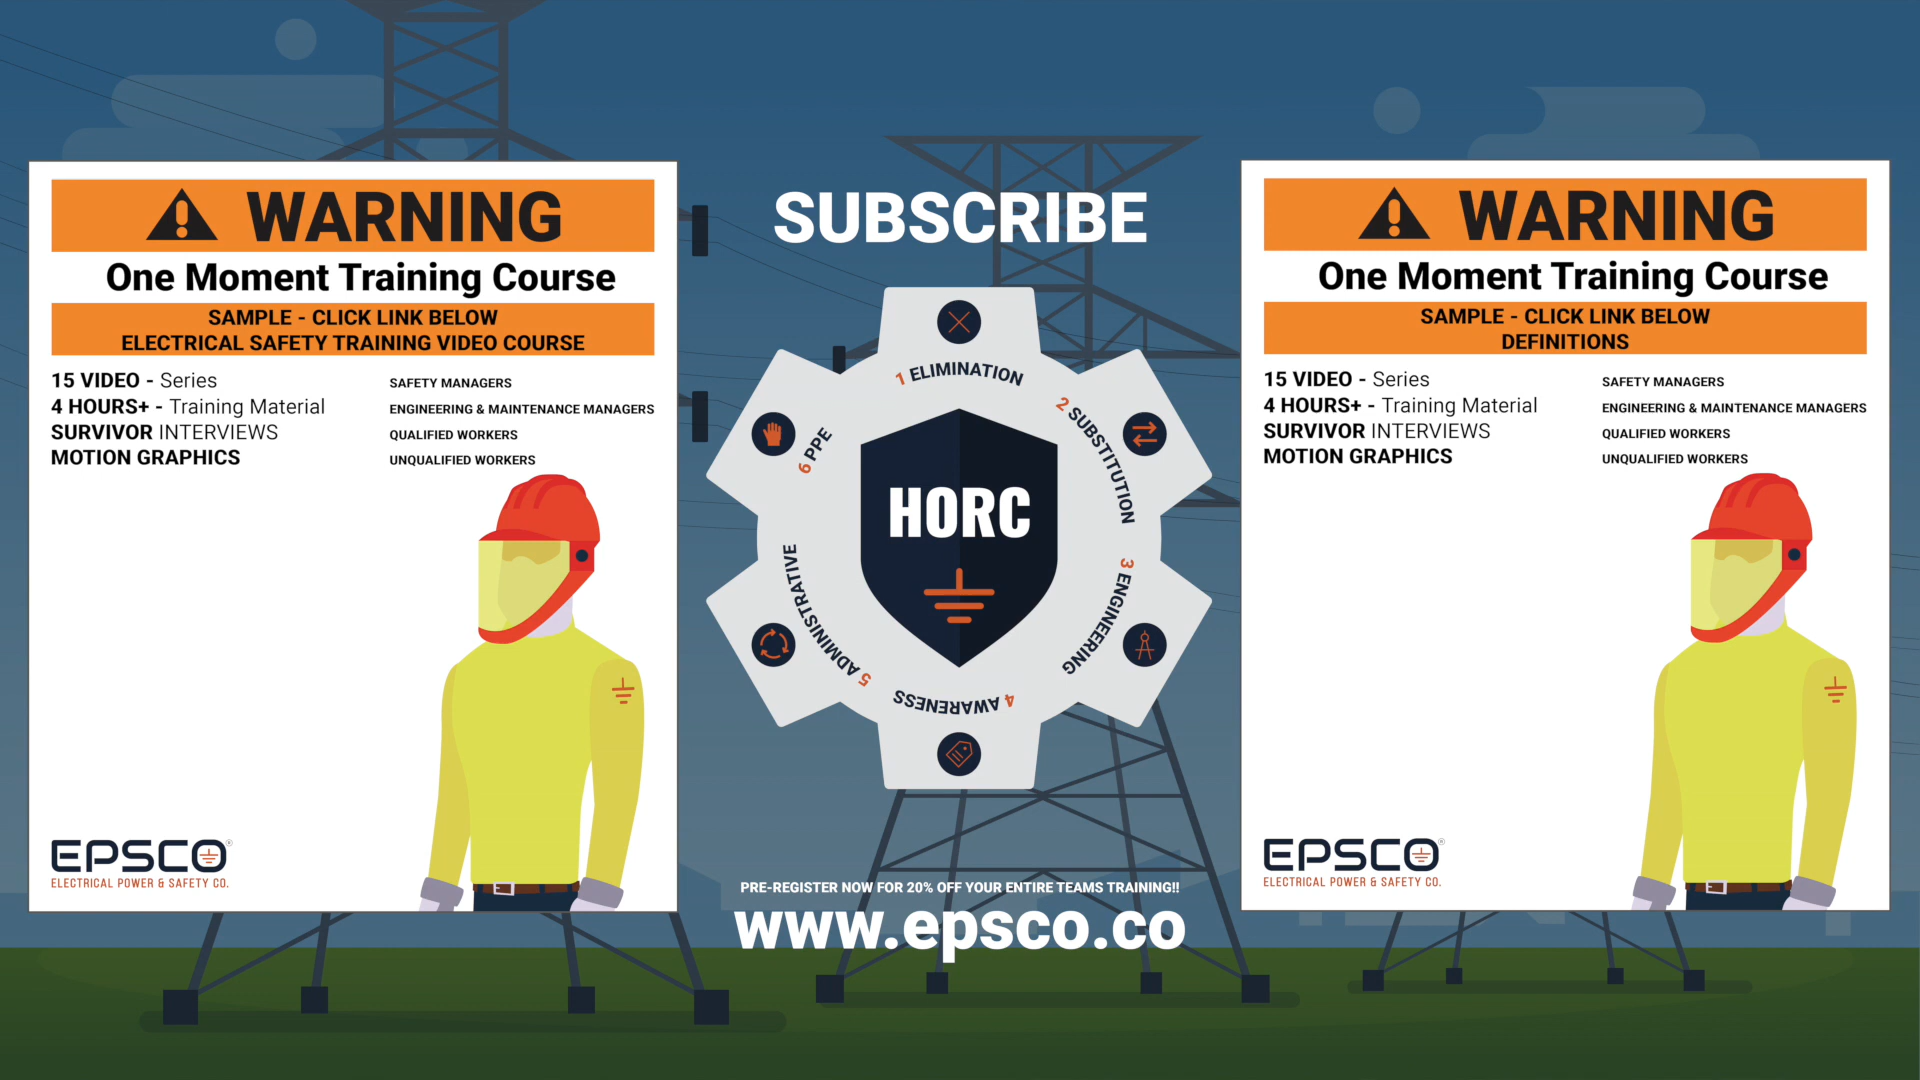 WARNING
One Moment Training Course
SAMPLE - CLICK LINK BELOW
ELECTRICAL SAFETY TRAINING VIDEO COURSE
15 VIDEO - Series
4 HOURS+ - Training Material
SURVIVOR INTERVIEWS
MOTION GRAPHICS
SAFETY MANAGERS
ENGINEERING & MAINTENANCE MANAGERS
QUALIFIED WORKERS
UNQUALIFIED WORKERS
EPSCO®
ELECTRICAL POWER & SAFETY CO.
SUBSCRIBE
1 ELIMINATION
2 SUBSTITUTION
3 ENGINEERING
4 AWARENESS
5 ADMINISTRATIVE
6 PPE
HORC
PRE-REGISTER NOW FOR 20% OFF YOUR ENTIRE TEAMS TRAINING!!
www.epsco.co
WARNING
One Moment Training Course
SAMPLE - CLICK LINK BELOW
DEFINITIONS
15 VIDEO - Series
4 HOURS+ - Training Material
SURVIVOR INTERVIEWS
MOTION GRAPHICS
SAFETY MANAGERS
ENGINEERING & MAINTENANCE MANAGERS
QUALIFIED WORKERS
UNQUALIFIED WORKERS
EPSCO®
ELECTRICAL POWER & SAFETY CO.